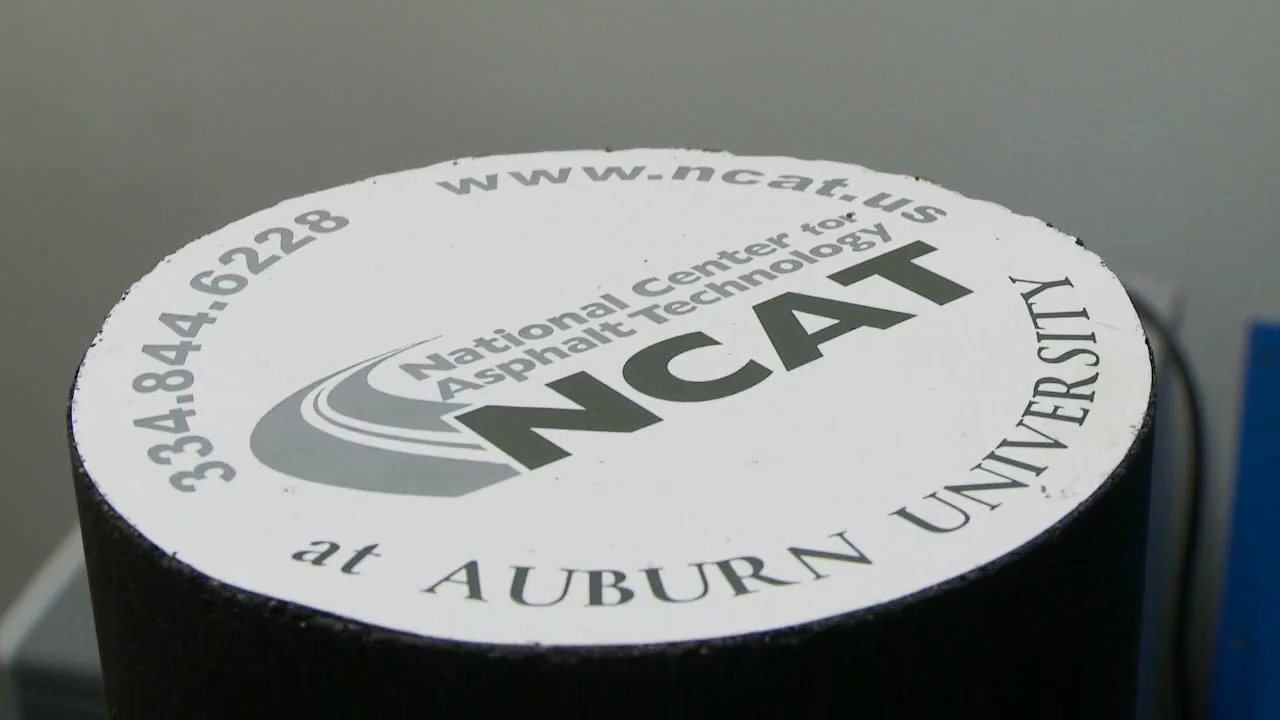 www.ncat.us
334.844.6228
National Center for
Asphalt Technology
NCAT
at AUBURN UNIVERSITY